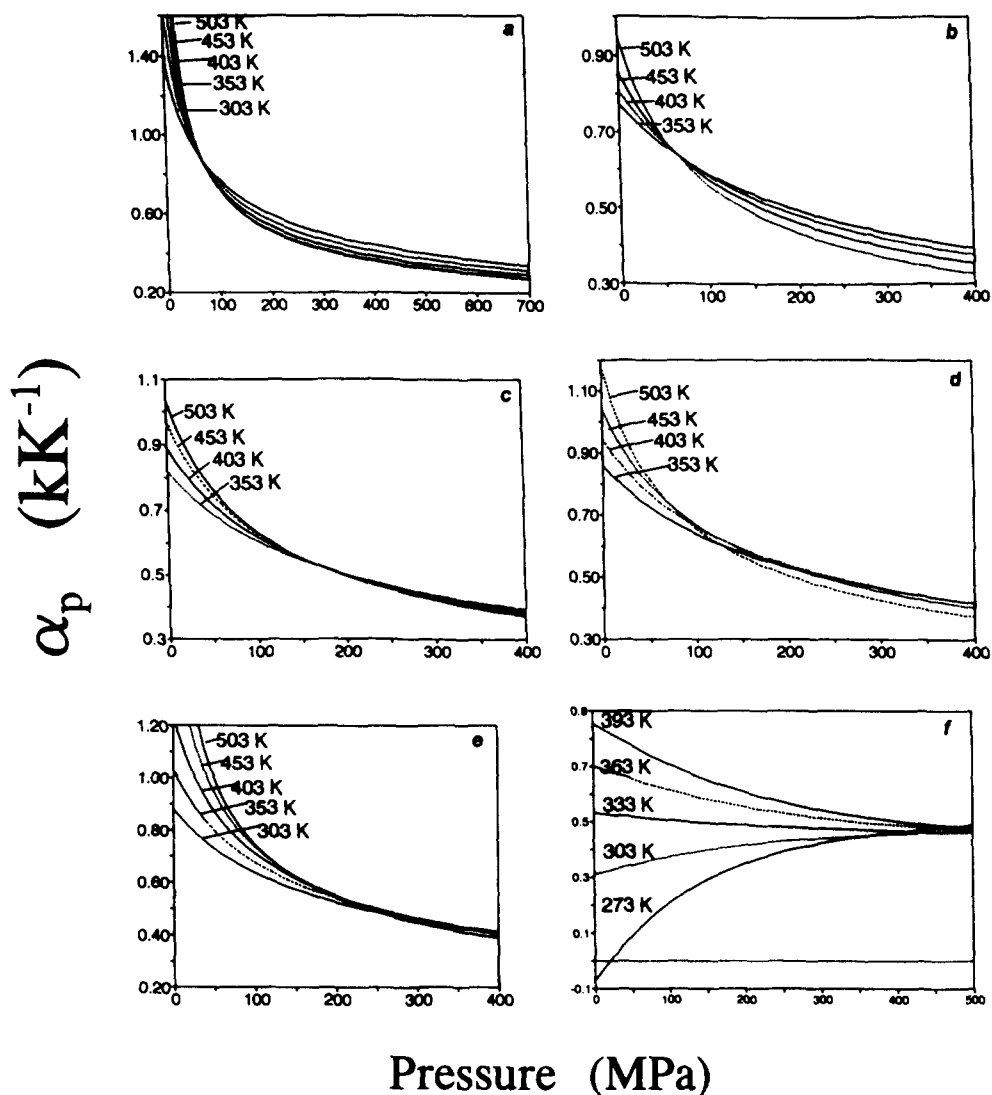 a
503 K
453 K
403 K
353 K
303 K
1.40
1.00
0.60
0.20
0 100 200 300 400 500 600 700
b
503 K
453 K
403 K
353 K
0.90
0.70
0.50
0.30
0 100 200 300 400
c
503 K
453 K
403 K
353 K
1.1
0.9
0.7
0.5
0.3
0 100 200 300 400
d
503 K
453 K
403 K
353 K
1.10
0.90
0.70
0.50
0.30
0 100 200 300 400
e
503 K
453 K
403 K
353 K
303 K
1.20
1.00
0.80
0.60
0.40
0.20
0 100 200 300 400
f
393 K
363 K
333 K
303 K
273 K
0.8
0.7
0.5
0.3
0.1
-0.1
0 100 200 300 400 500
αp (kK-1)
Pressure (MPa)